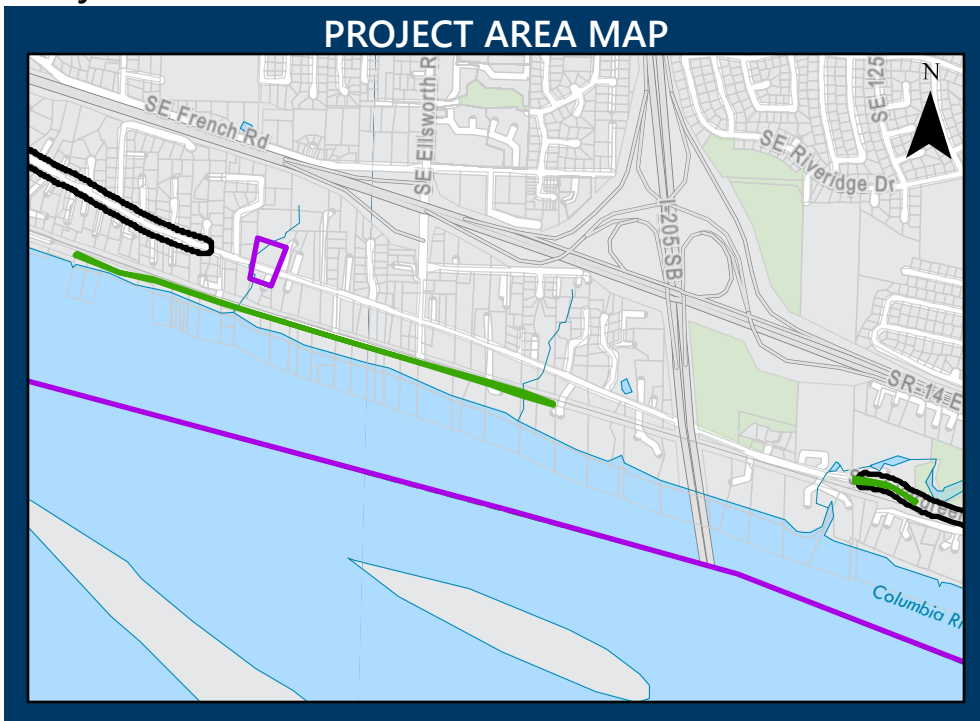 PROJECT AREA MAP
N
SE French Rd
SE Ellsworth R
SE 125
SE Riveridge Dr
I-205 SB
SR-14 E
Columbia Ri